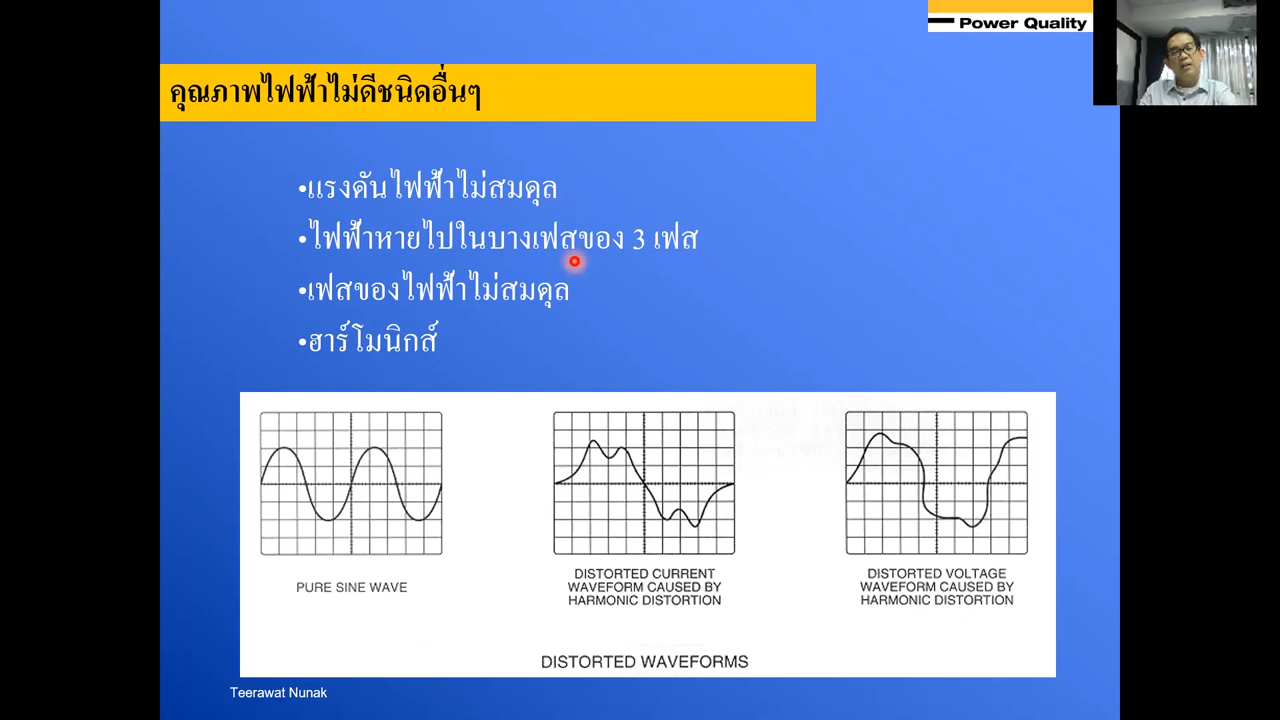 Power Quality
คุณภาพไฟฟ้าไม่ดีชนิดอื่นๆ
•แรงดันไฟฟ้าไม่สมดุล
•ไฟฟ้าหายไปในบางเฟสของ 3 เฟส
•เฟสของไฟฟ้าไม่สมดุล
•ฮาร์โมนิกส์
PURE SINE WAVE
DISTORTED CURRENT
WAVEFORM CAUSED BY
HARMONIC DISTORTION
DISTORTED VOLTAGE
WAVEFORM CAUSED BY
HARMONIC DISTORTION
DISTORTED WAVEFORMS
Teerawat Nunak